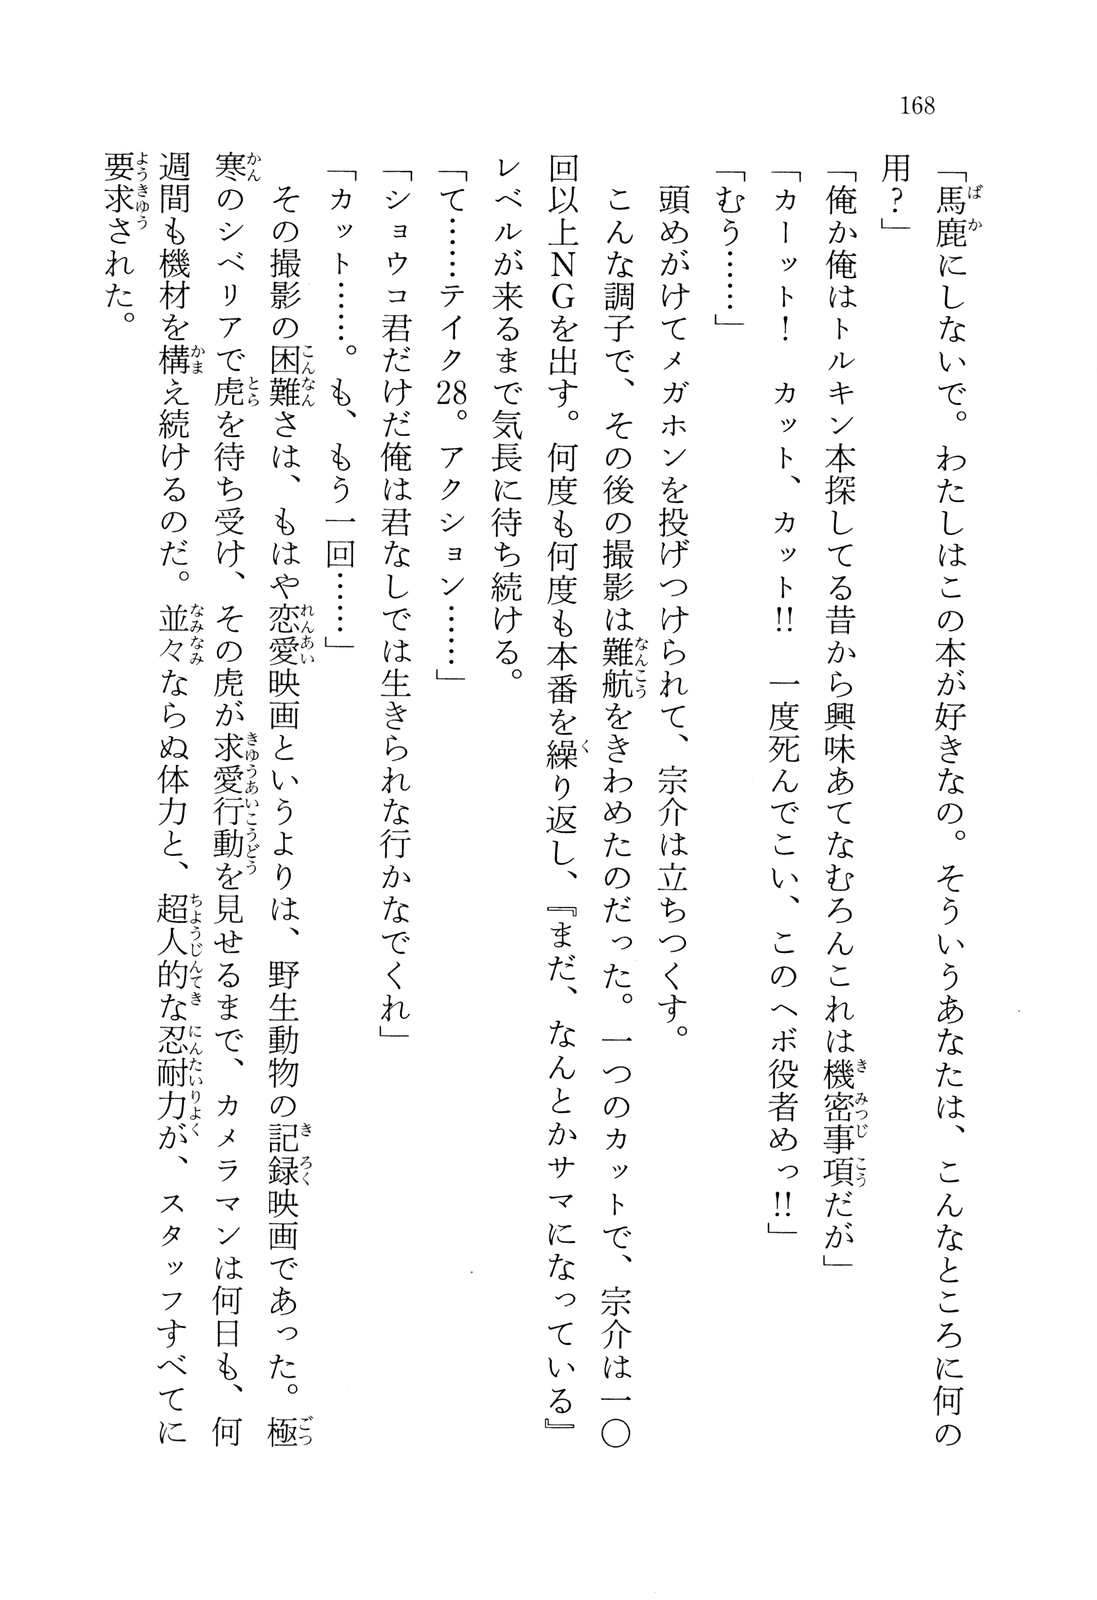 168
「馬鹿にしないで。わたしはこの本が好きなの。そういうあなたは、こんなところに何の
用?」
「俺か俺はトルキン本探してる昔から興味あてなむろんこれは機密事項だが」
「カーット!　カット、カット!!　一度死んでこい、このヘボ役者めっ!!」
「むう……」
　頭めがけてメガホンを投げつけられて、宗介は立ちつくす。
　こんな調子で、その後の撮影は難航をきわめたのだった。一つのカットで、宗介は一〇
回以上ＮＧを出す。何度も何度も本番を繰り返し、『まだ、なんとかサマになっている』
レベルが来るまで気長に待ち続ける。
「て……テイク28。アクション……」
「ショウコ君だけだ俺は君なしでは生きられな行かなでくれ」
「カット……。も、もう一回……」
　その撮影の困難さは、もはや恋愛映画というよりは、野生動物の記録映画であった。極
寒のシベリアで虎を待ち受け、その虎が求愛行動を見せるまで、カメラマンは何日も、何
週間も機材を構え続けるのだ。並々ならぬ体力と、超人的な忍耐力が、スタッフすべてに
要求された。